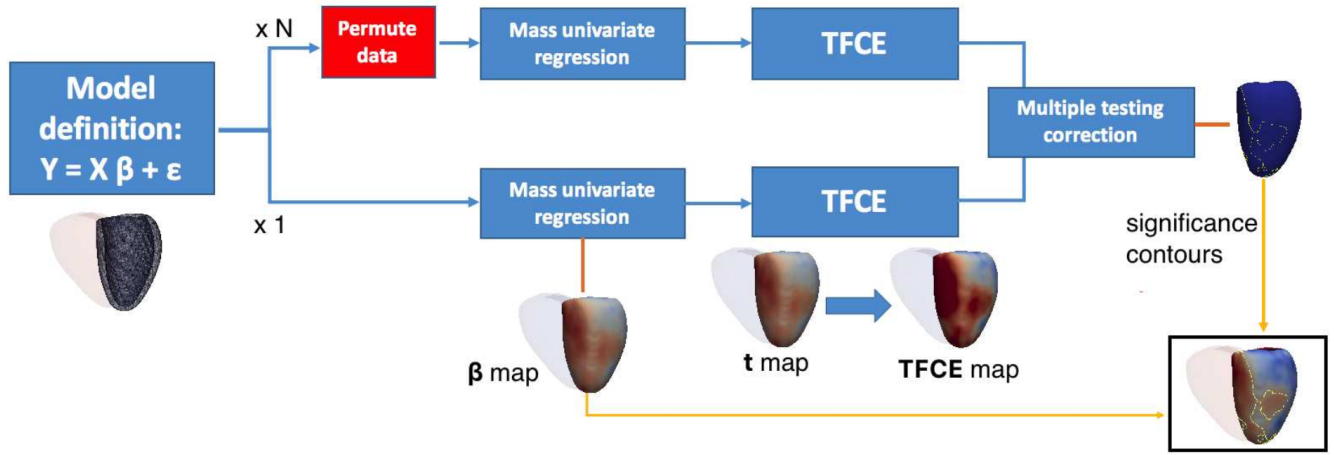 x N
Permute
data
Mass univariate
regression
TFCE
Model
definition:
Y = X β + ε
Multiple testing
correction
x 1
Mass univariate
regression
TFCE
significance
contours
β map
t map
TFCE map